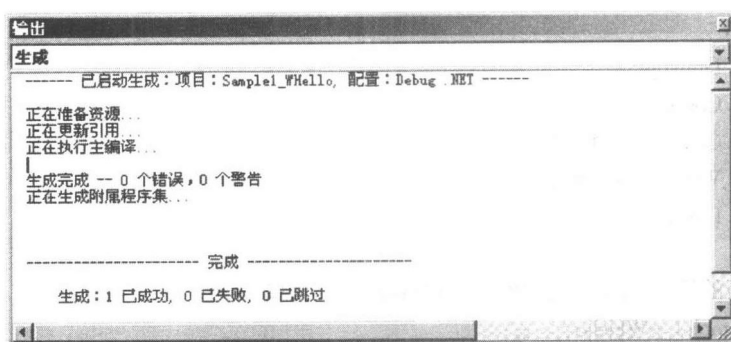 输出
生成
------ 已启动生成：项目：Sample1_WHello, 配置：Debug .NET ------
正在准备资源...
正在更新引用...
正在执行主编译...
生成完成 -- 0 个错误，0 个警告
正在生成附属程序集...
---------------------- 完成 ---------------------
生成：1 已成功, 0 已失败, 0 已跳过